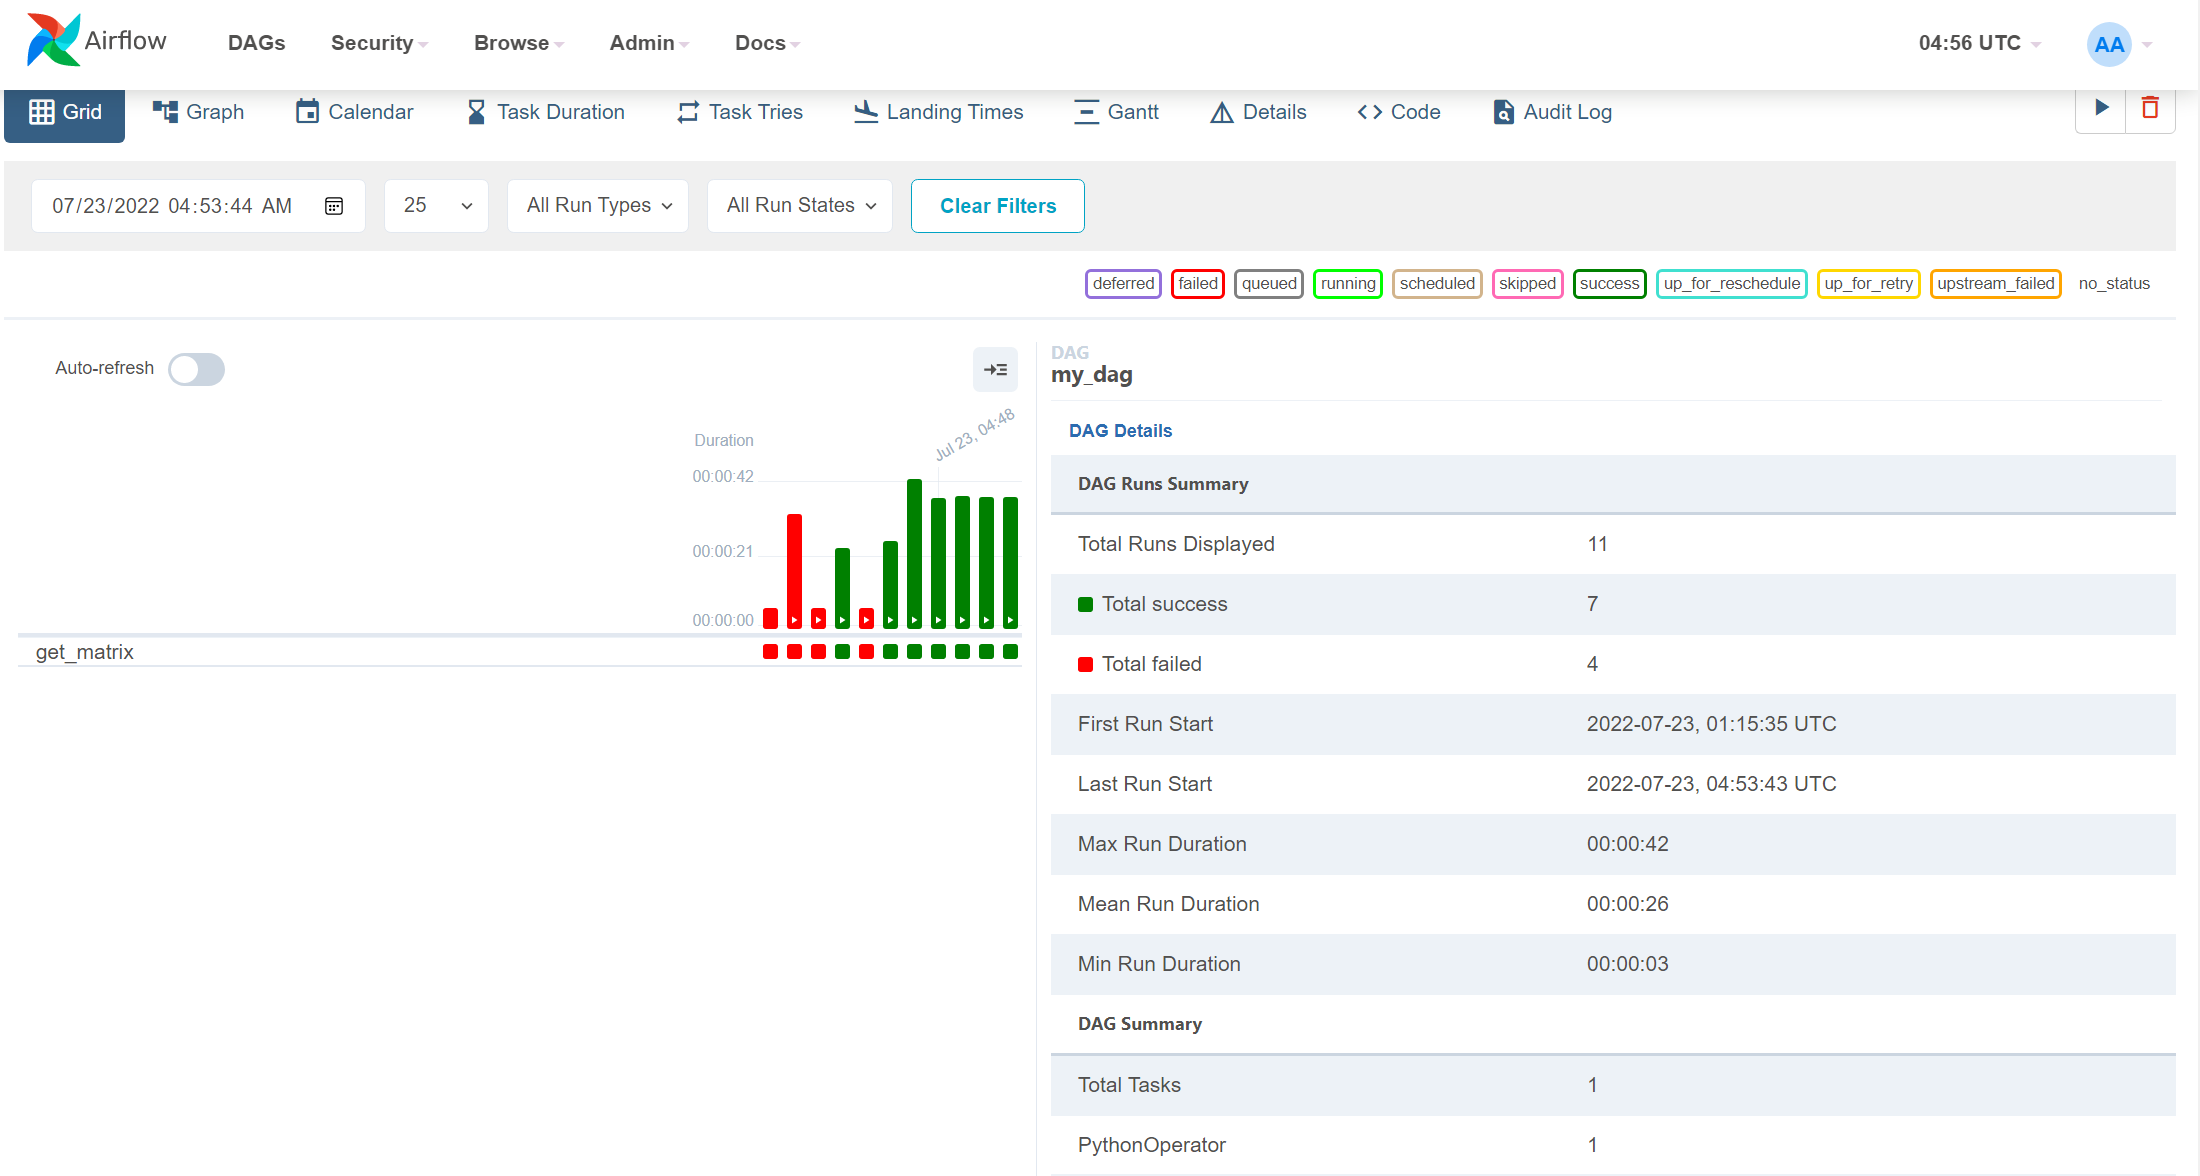 Airflow DAGs Security Browse Admin Docs 04:56 UTC AA
Grid Graph Calendar Task Duration Task Tries Landing Times Gantt Details Code Audit Log
07/23/2022 04:53:44 AM 25 All Run Types All Run States Clear Filters
deferred failed queued running scheduled skipped success up_for_reschedule up_for_retry upstream_failed no_status
Auto-refresh
Duration
Jul 23, 04:48
00:00:42
00:00:21
00:00:00
get_matrix
DAG
my_dag
DAG Details
DAG Runs Summary
Total Runs Displayed 11
Total success 7
Total failed 4
First Run Start 2022-07-23, 01:15:35 UTC
Last Run Start 2022-07-23, 04:53:43 UTC
Max Run Duration 00:00:42
Mean Run Duration 00:00:26
Min Run Duration 00:00:03
DAG Summary
Total Tasks 1
PythonOperator 1